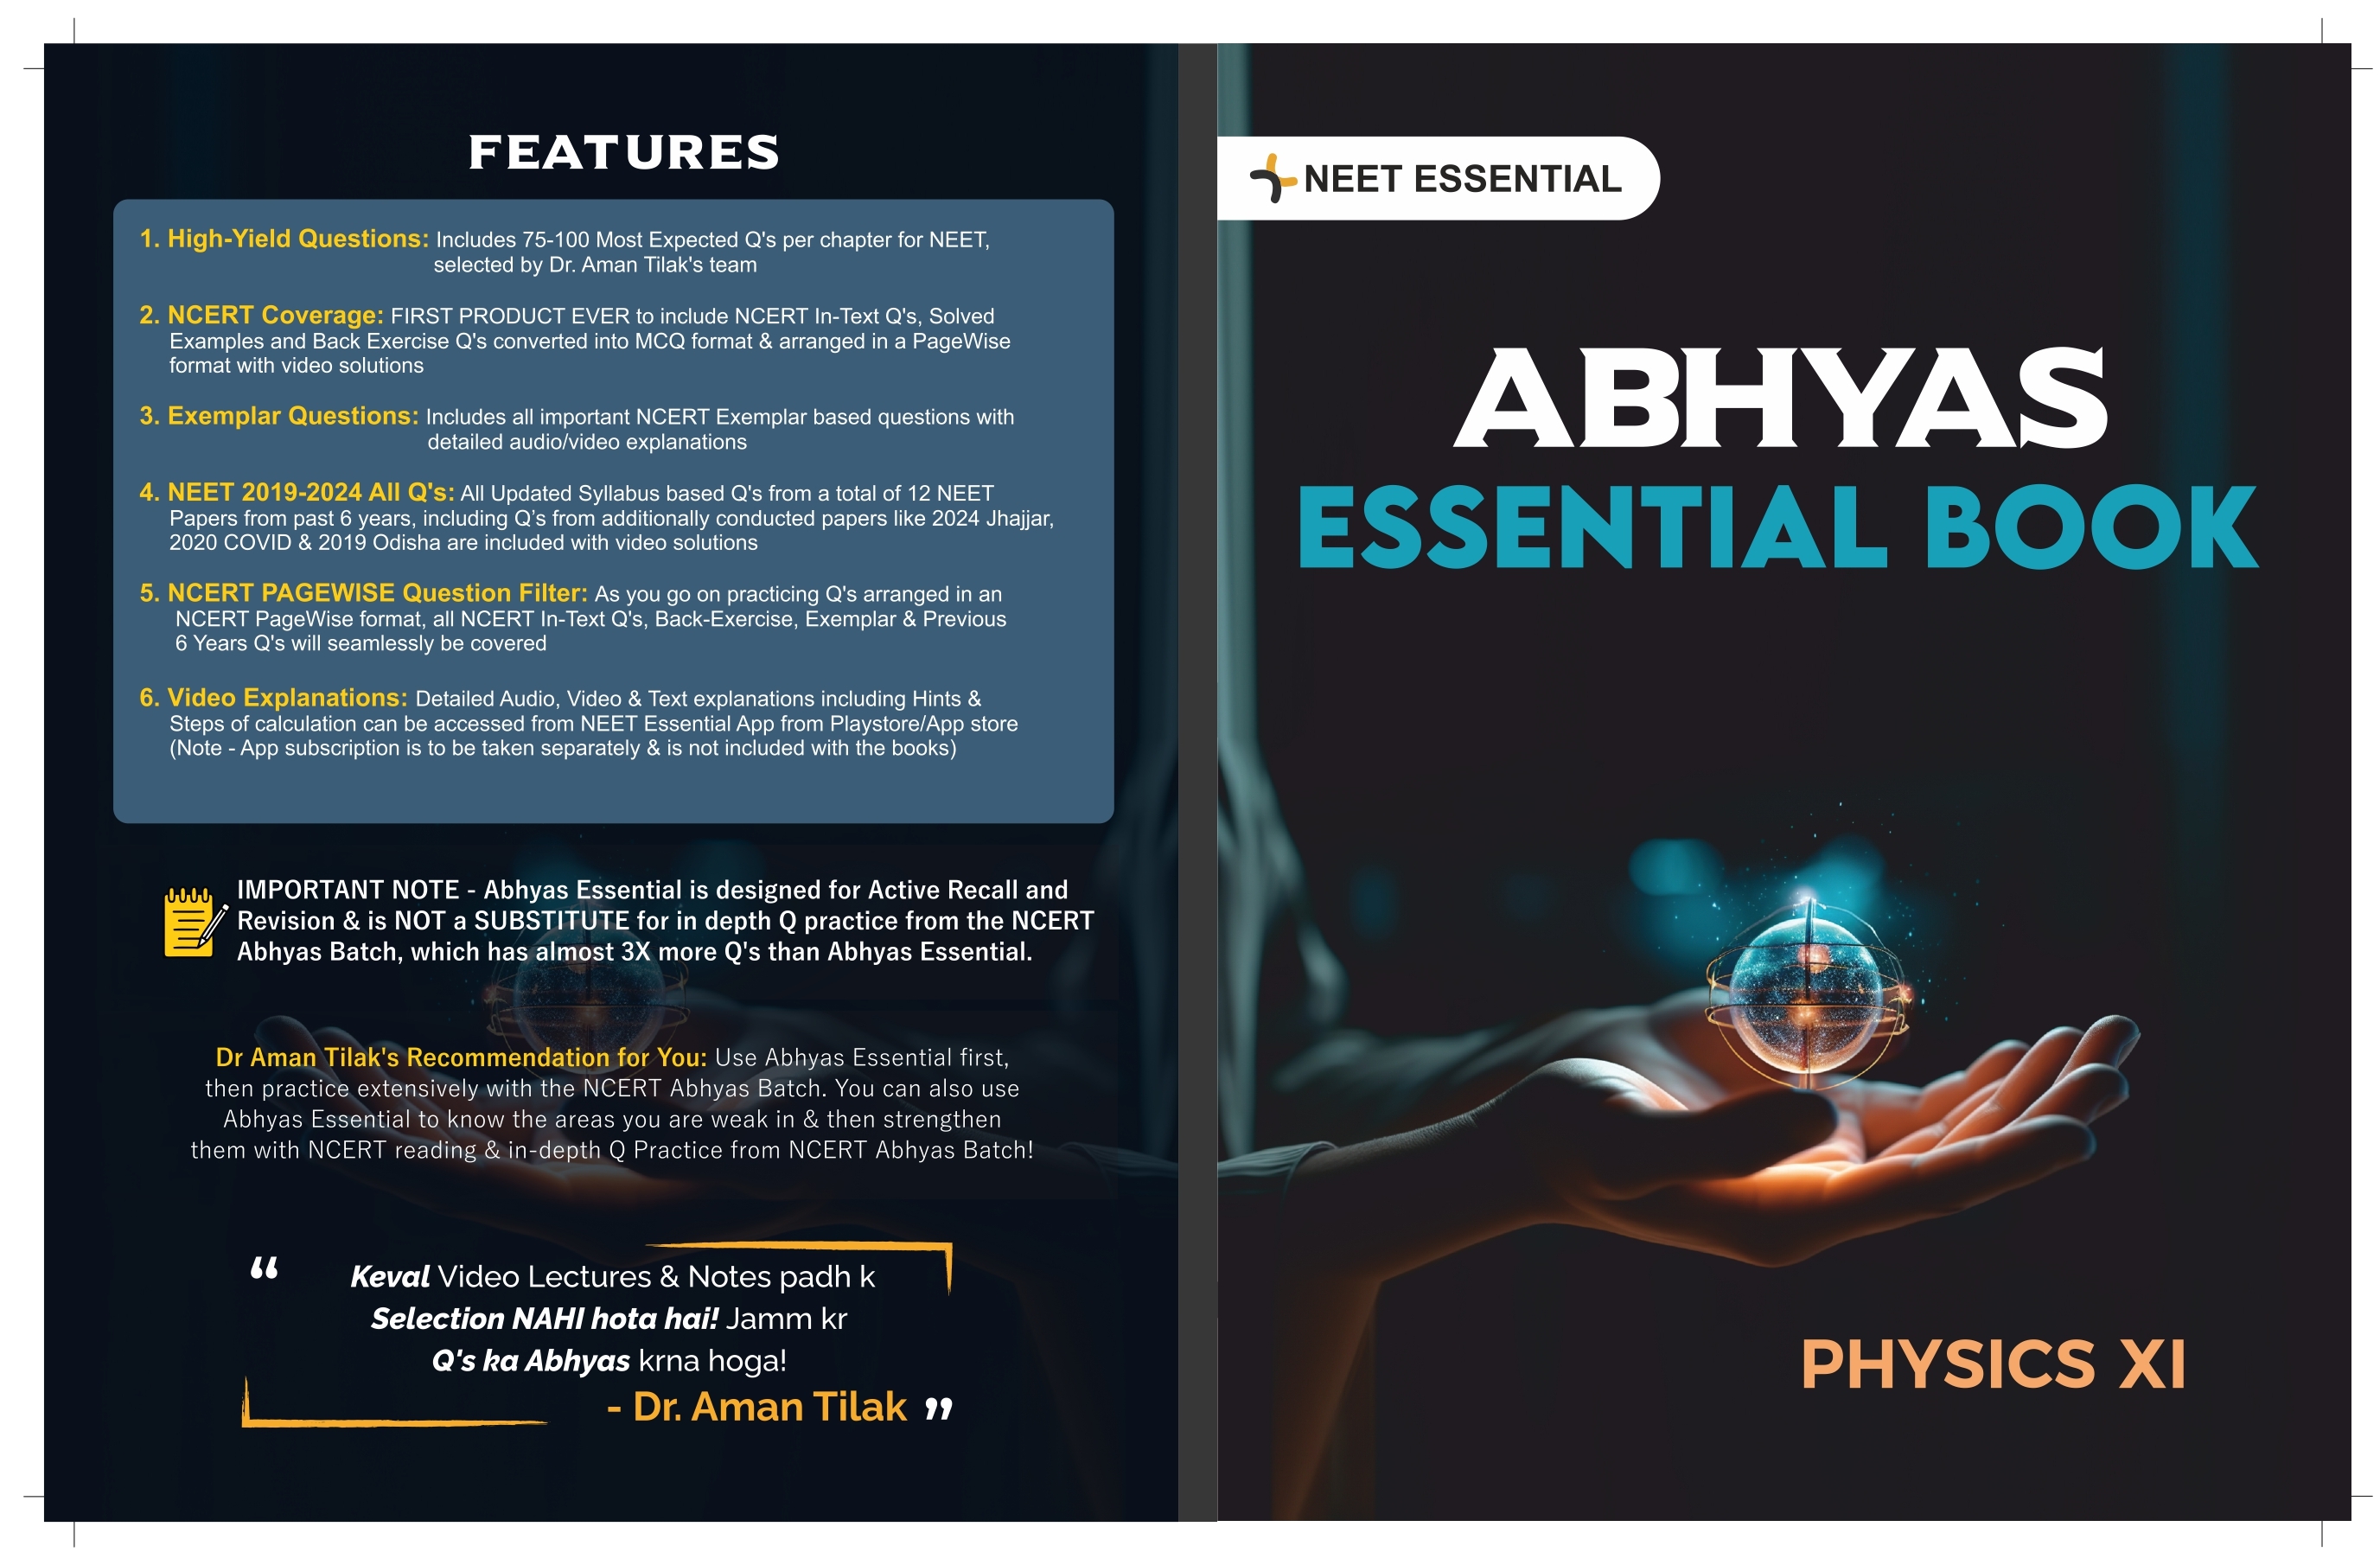 FEATURES
1. High-Yield Questions: Includes 75-100 Most Expected Q's per chapter for NEET,
selected by Dr. Aman Tilak's team
2. NCERT Coverage: FIRST PRODUCT EVER to include NCERT In-Text Q's, Solved
Examples and Back Exercise Q's converted into MCQ format & arranged in a PageWise
format with video solutions
3. Exemplar Questions: Includes all important NCERT Exemplar based questions with
detailed audio/video explanations
4. NEET 2019-2024 All Q's: All Updated Syllabus based Q's from a total of 12 NEET
Papers from past 6 years, including Q’s from additionally conducted papers like 2024 Jhajjar,
2020 COVID & 2019 Odisha are included with video solutions
5. NCERT PAGEWISE Question Filter: As you go on practicing Q's arranged in an
NCERT PageWise format, all NCERT In-Text Q's, Back-Exercise, Exemplar & Previous
6 Years Q's will seamlessly be covered
6. Video Explanations: Detailed Audio, Video & Text explanations including Hints &
Steps of calculation can be accessed from NEET Essential App from Playstore/App store
(Note - App subscription is to be taken separately & is not included with the books)
IMPORTANT NOTE - Abhyas Essential is designed for Active Recall and
Revision & is NOT a SUBSTITUTE for in depth Q practice from the NCERT
Abhyas Batch, which has almost 3X more Q's than Abhyas Essential.
Dr Aman Tilak's Recommendation for You: Use Abhyas Essential first,
then practice extensively with the NCERT Abhyas Batch. You can also use
Abhyas Essential to know the areas you are weak in & then strengthen
them with NCERT reading & in-depth Q Practice from NCERT Abhyas Batch!
“ Keval Video Lectures & Notes padh k
Selection NAHI hota hai! Jamm kr
Q's ka Abhyas krna hoga!
- Dr. Aman Tilak ”
NEET ESSENTIAL
ABHYAS
ESSENTIAL BOOK
PHYSICS XI